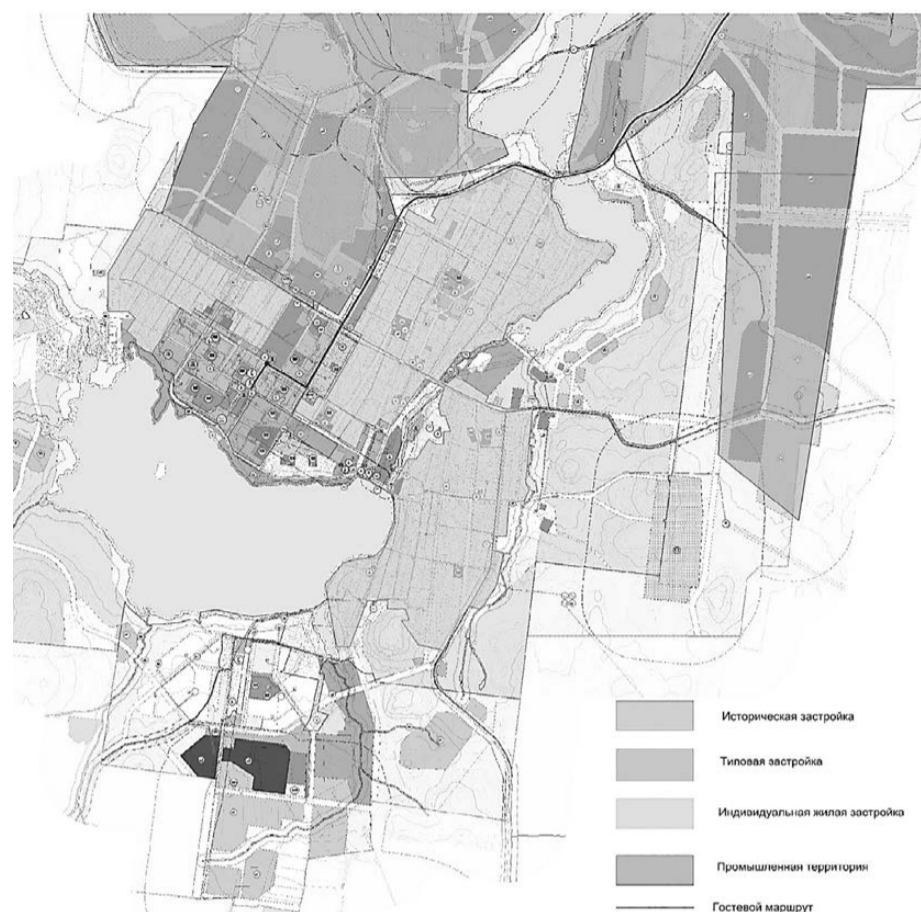 Историческая застройка
Типовая застройка
Индивидуальная жилая застройка
Промышленная территория
Гостевой маршрут